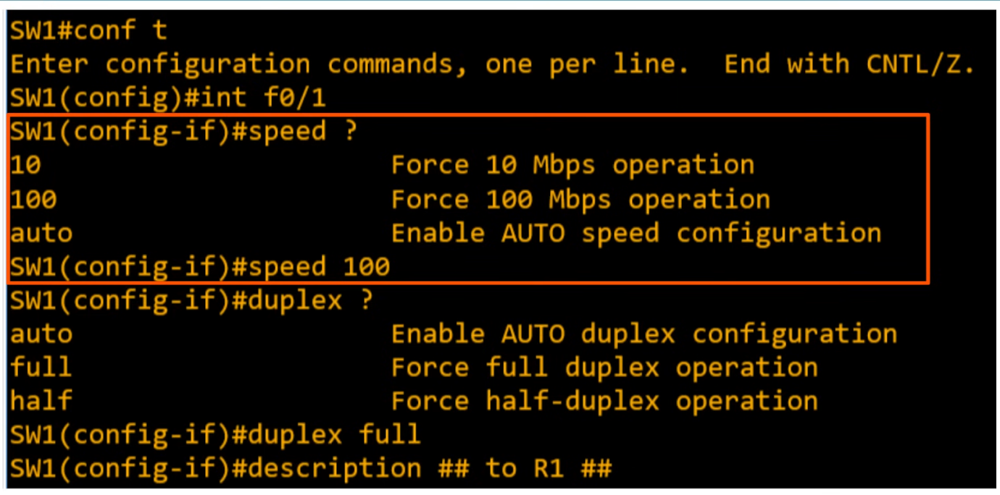 SW1#conf t
Enter configuration commands, one per line.  End with CNTL/Z.
SW1(config)#int f0/1
SW1(config-if)#speed ?
10                    Force 10 Mbps operation
100                   Force 100 Mbps operation
auto                  Enable AUTO speed configuration
SW1(config-if)#speed 100
SW1(config-if)#duplex ?
auto                  Enable AUTO duplex configuration
full                  Force full duplex operation
half                  Force half-duplex operation
SW1(config-if)#duplex full
SW1(config-if)#description ## to R1 ##